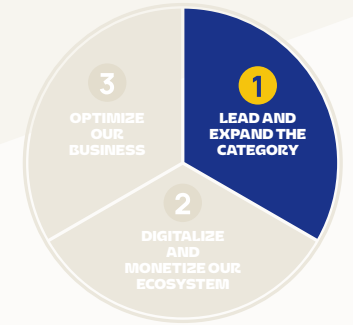 1
LEAD AND
EXPAND THE
CATEGORY
2
DIGITALIZE
AND
MONETIZE OUR
ECOSYSTEM
3
OPTIMIZE
OUR
BUSINESS